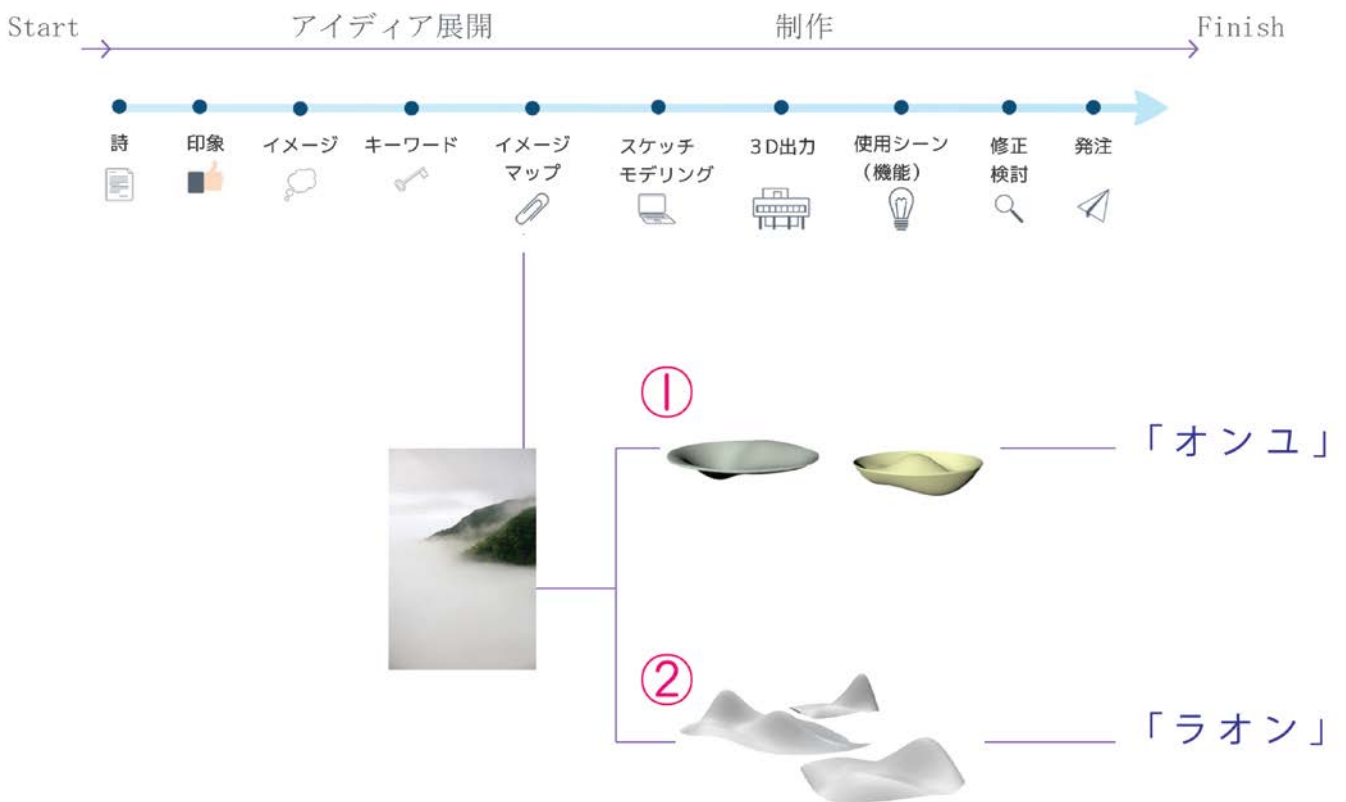 Start アイディア展開 制作 Finish
詩 印象 イメージ キーワード イメージ スケッチ 3D出力 使用シーン 修正 発注
マップ モデリング (機能) 検討
①
「オンユ」
②
「ラオン」